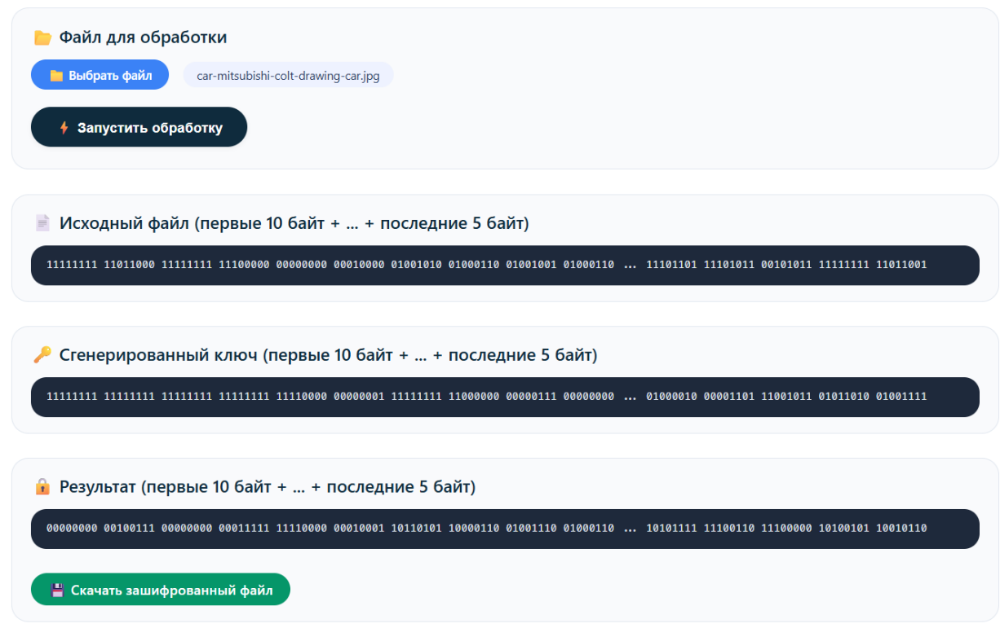 Файл для обработки
Выбрать файл car-mitsubishi-colt-drawing-car.jpg
Запустить обработку
Исходный файл (первые 10 байт + ... + последние 5 байт)
11111111 11011000 11111111 11100000 00000000 00010000 01001010 01000110 01001001 01000110 ... 11101101 11101011 00101011 11111111 11011001
Сгенерированный ключ (первые 10 байт + ... + последние 5 байт)
11111111 11111111 11111111 11111111 11110000 00000001 11111111 11000000 00000111 00000000 ... 01000010 00001101 11001011 01011010 01001111
Результат (первые 10 байт + ... + последние 5 байт)
00000000 00100111 00000000 00011111 11110000 00010001 10110101 10000110 01001110 01000110 ... 10101111 11100110 11100000 10100101 10010110
Скачать зашифрованный файл